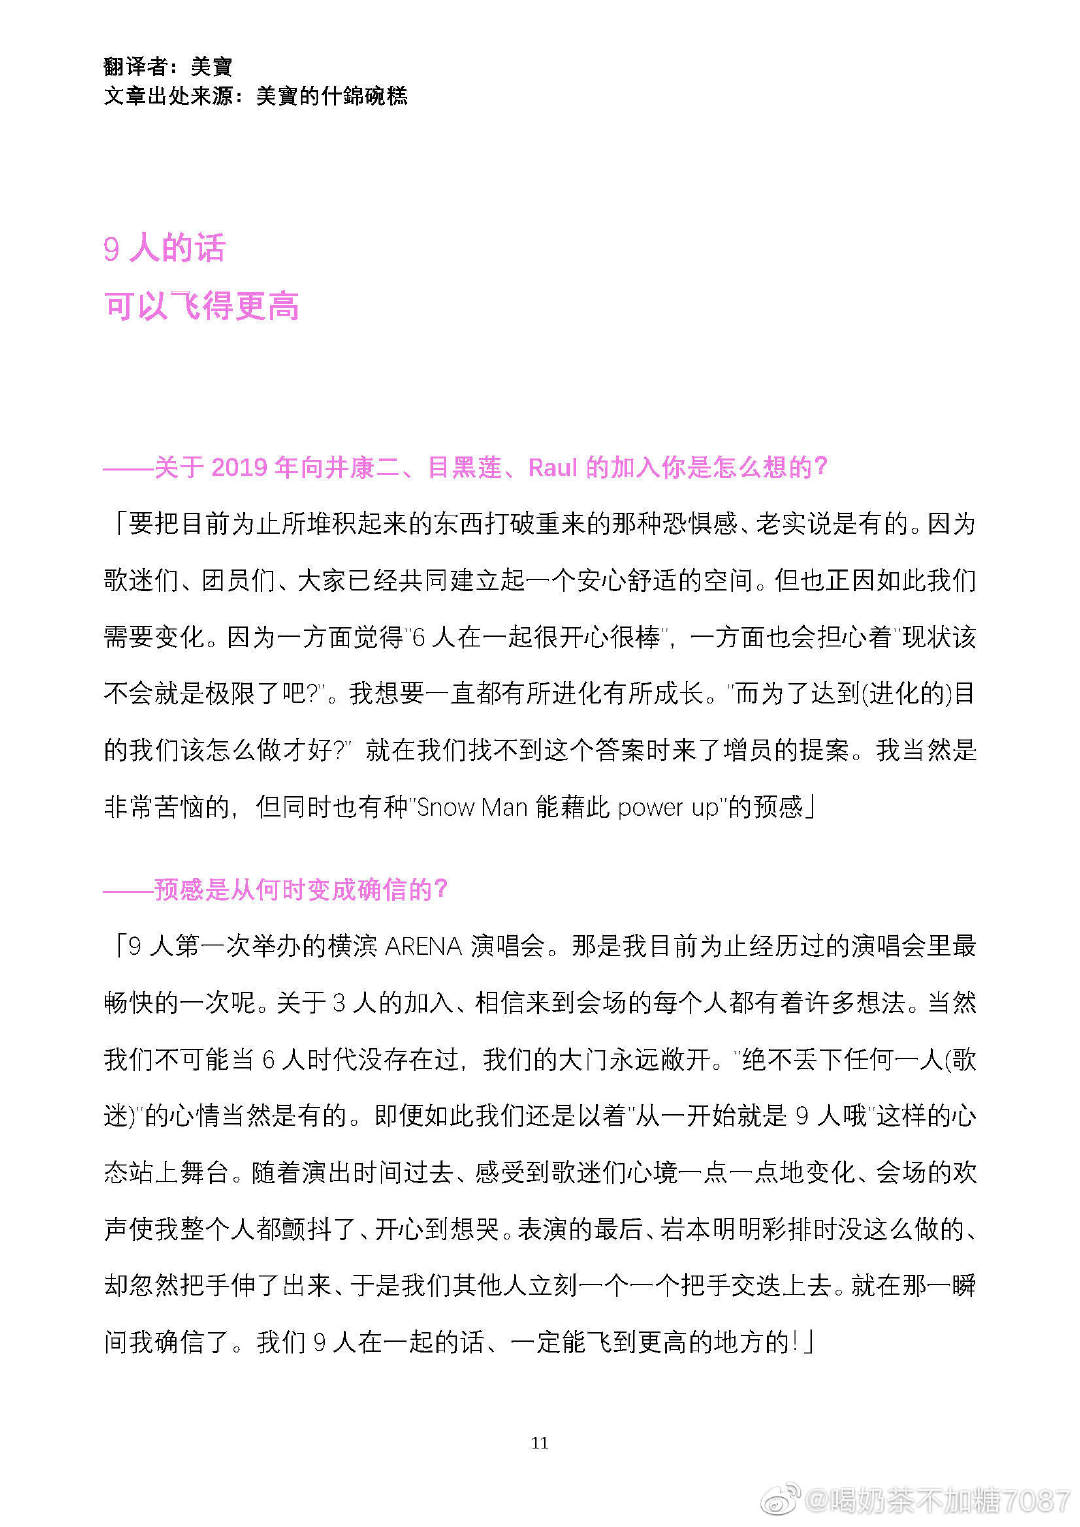 翻译者：美寶
文章出处来源：美寶的什錦碗糕
9 人的话
可以飞得更高
——关于 2019 年向井康二、目黑莲、Raul 的加入你是怎么想的?
「要把目前为止所堆积起来的东西打破重来的那种恐惧感、老实说是有的。因为
歌迷们、团员们、大家已经共同建立起一个安心舒适的空间。但也正因如此我们
需要变化。因为一方面觉得"6 人在一起很开心很棒"，一方面也会担心着"现状该
不会就是极限了吧?"。我想要一直都有所进化有所成长。"而为了达到(进化的)目
的我们该怎么做才好?" 就在我们找不到这个答案时来了增员的提案。我当然是
非常苦恼的，但同时也有种"Snow Man 能藉此 power up"的预感」
——预感是从何时变成确信的?
「9 人第一次举办的横滨 ARENA 演唱会。那是我目前为止经历过的演唱会里最
畅快的一次呢。关于 3 人的加入、相信来到会场的每个人都有着许多想法。当然
我们不可能当 6 人时代没存在过，我们的大门永远敞开。"绝不丢下任何一人(歌
迷)"的心情当然是有的。即便如此我们还是以着"从一开始就是 9 人哦"这样的心
态站上舞台。随着演出时间过去、感受到歌迷们心境一点一点地变化、会场的欢
声使我整个人都颤抖了、开心到想哭。表演的最后、岩本明明彩排时没这么做的、
却忽然把手伸了出来、于是我们其他人立刻一个一个把手交迭上去。就在那一瞬
间我确信了。我们 9 人在一起的话、一定能飞到更高的地方的!」
11
@喝奶茶不加糖7087